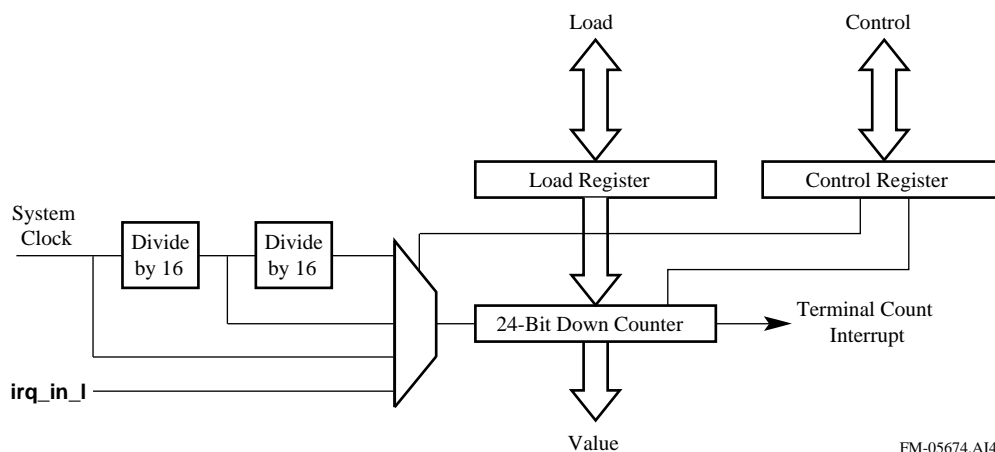 Load
Control
Load Register
Control Register
System
Clock
Divide
by 16
Divide
by 16
24-Bit Down Counter
Terminal Count
Interrupt
irq_in_l
Value
FM-05674.AI4